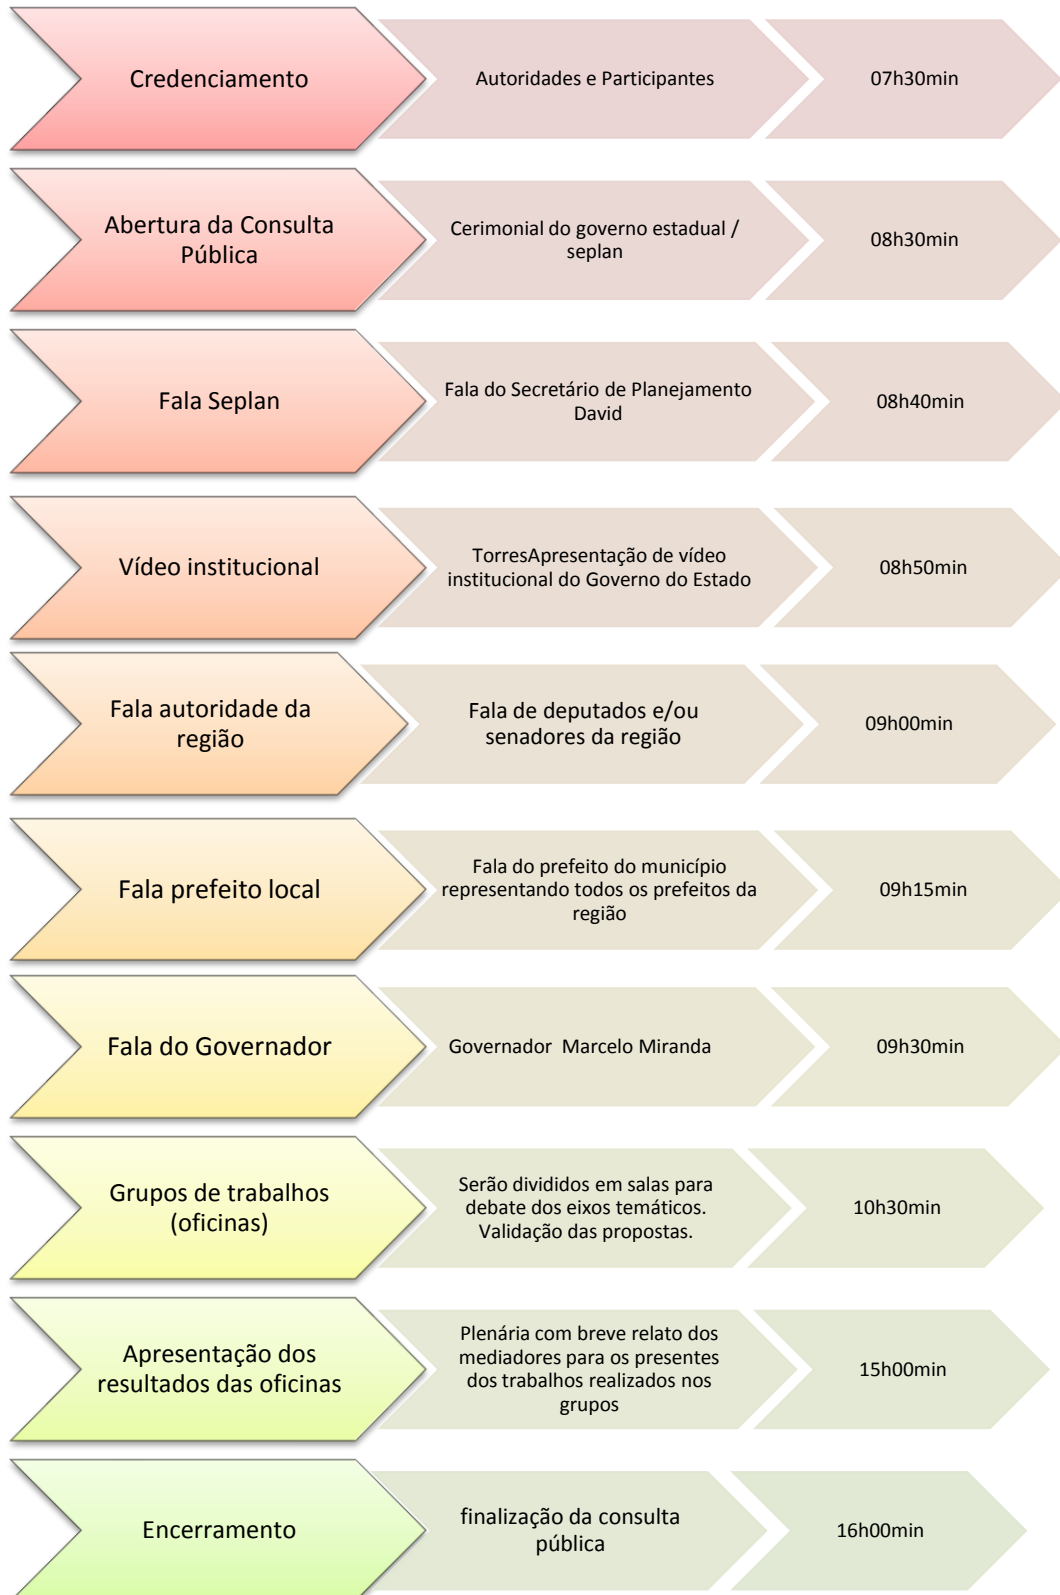 Credenciamento
Autoridades e Participantes
07h30min
Abertura da Consulta
Pública
Cerimonial do governo estadual /
seplan
08h30min
Fala Seplan
Fala do Secretário de Planejamento
David
08h40min
Vídeo institucional
TorresApresentação de vídeo
institucional do Governo do Estado
08h50min
Fala autoridade da
região
Fala de deputados e/ou
senadores da região
09h00min
Fala prefeito local
Fala do prefeito do município
representando todos os prefeitos da
região
09h15min
Fala do Governador
Governador  Marcelo Miranda
09h30min
Grupos de trabalhos
(oficinas)
Serão divididos em salas para
debate dos eixos temáticos.
Validação das propostas.
10h30min
Apresentação dos
resultados das oficinas
Plenária com breve relato dos
mediadores para os presentes
dos trabalhos realizados nos
grupos
15h00min
Encerramento
finalização da consulta
pública
16h00min